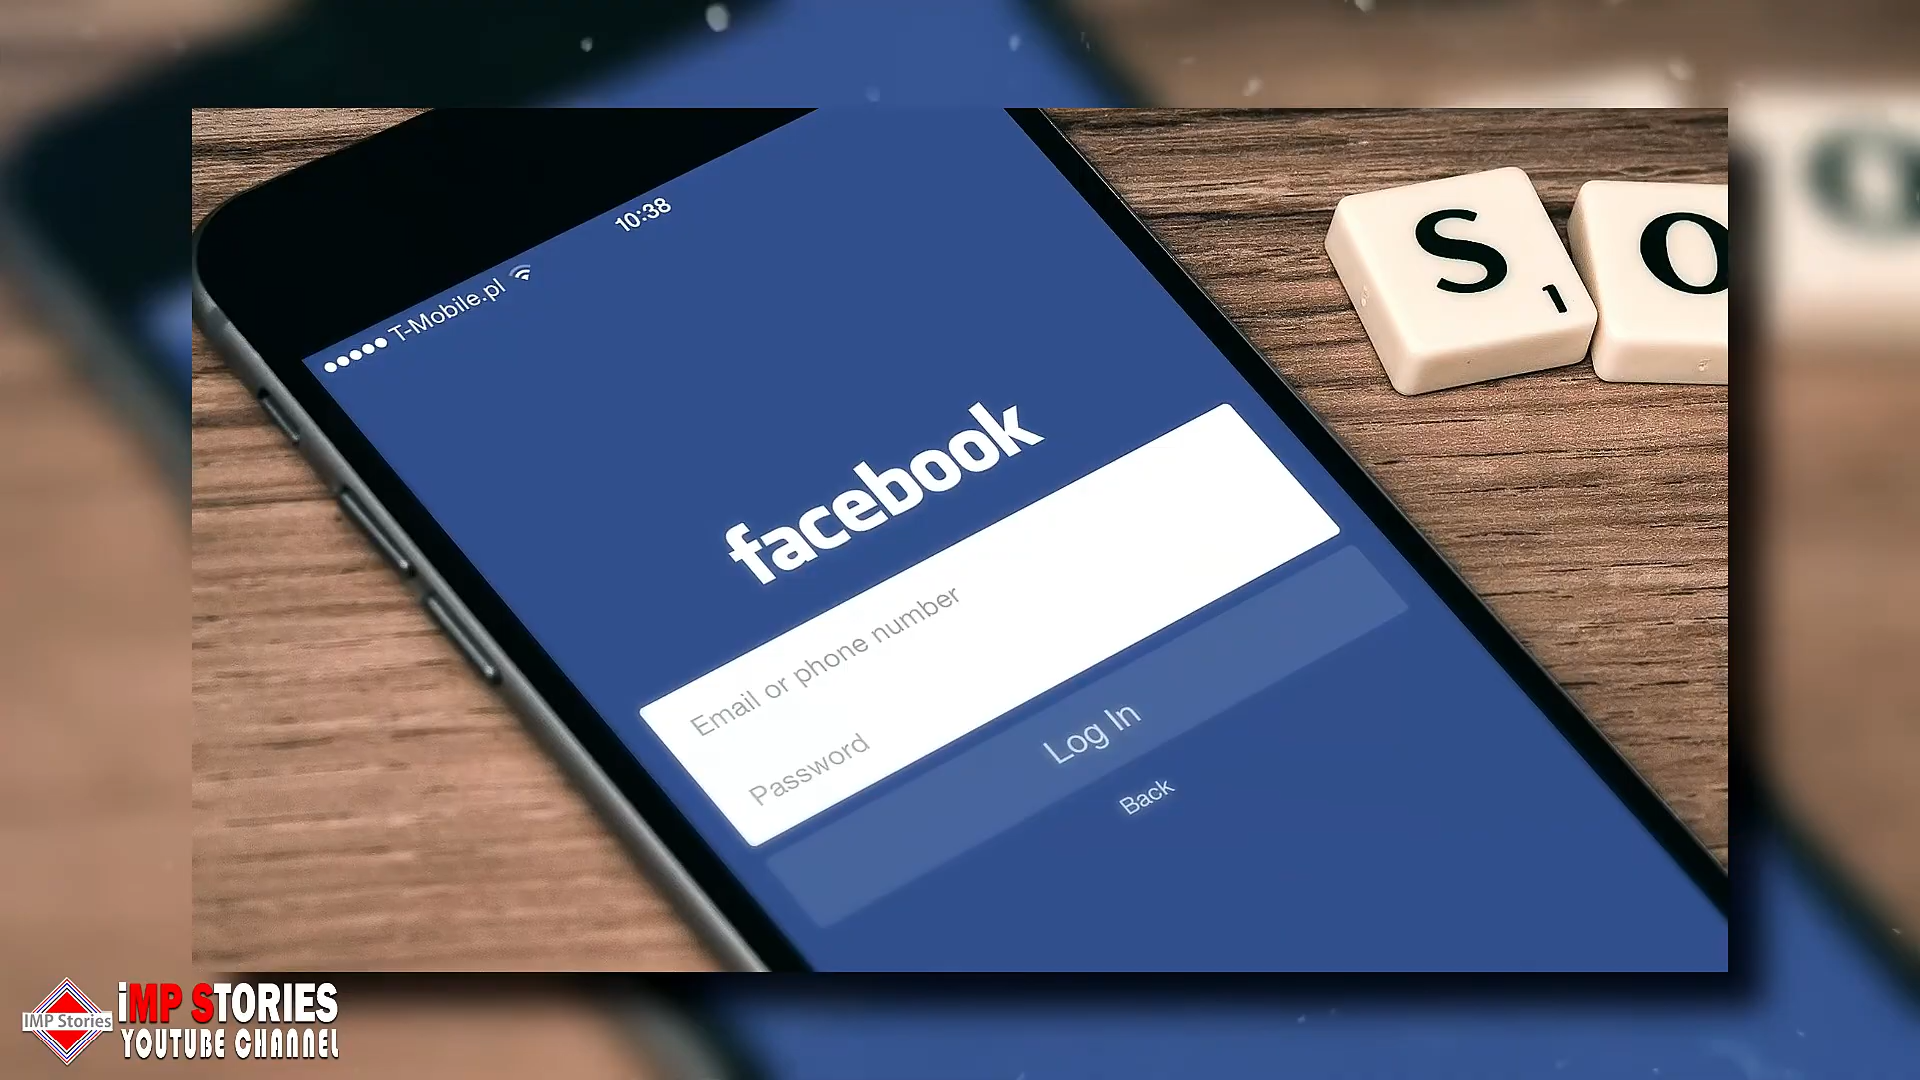 10:38
T-Mobile.pl
facebook
Email or phone number
Password
Log In
Back
S
1
O
IMP Stories
iMP STORIES
YOUTUBE CHANNEL